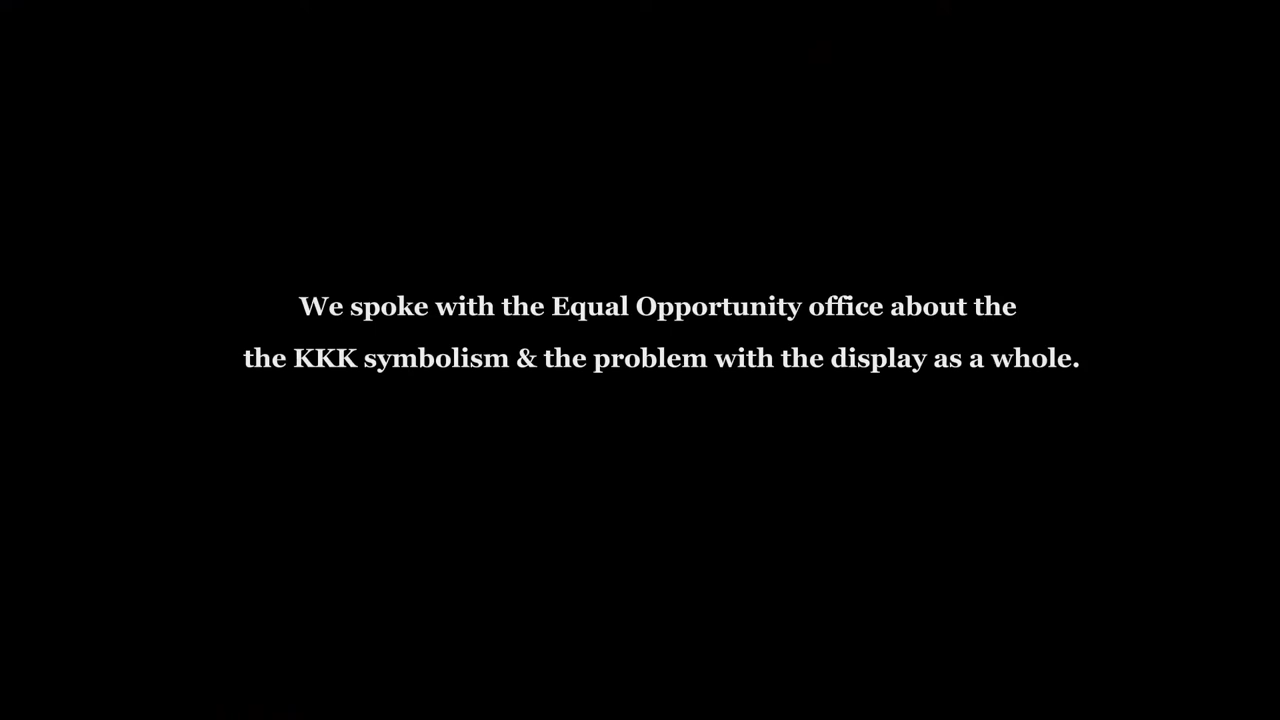 We spoke with the Equal Opportunity office about the
the KKK symbolism & the problem with the display as a whole.